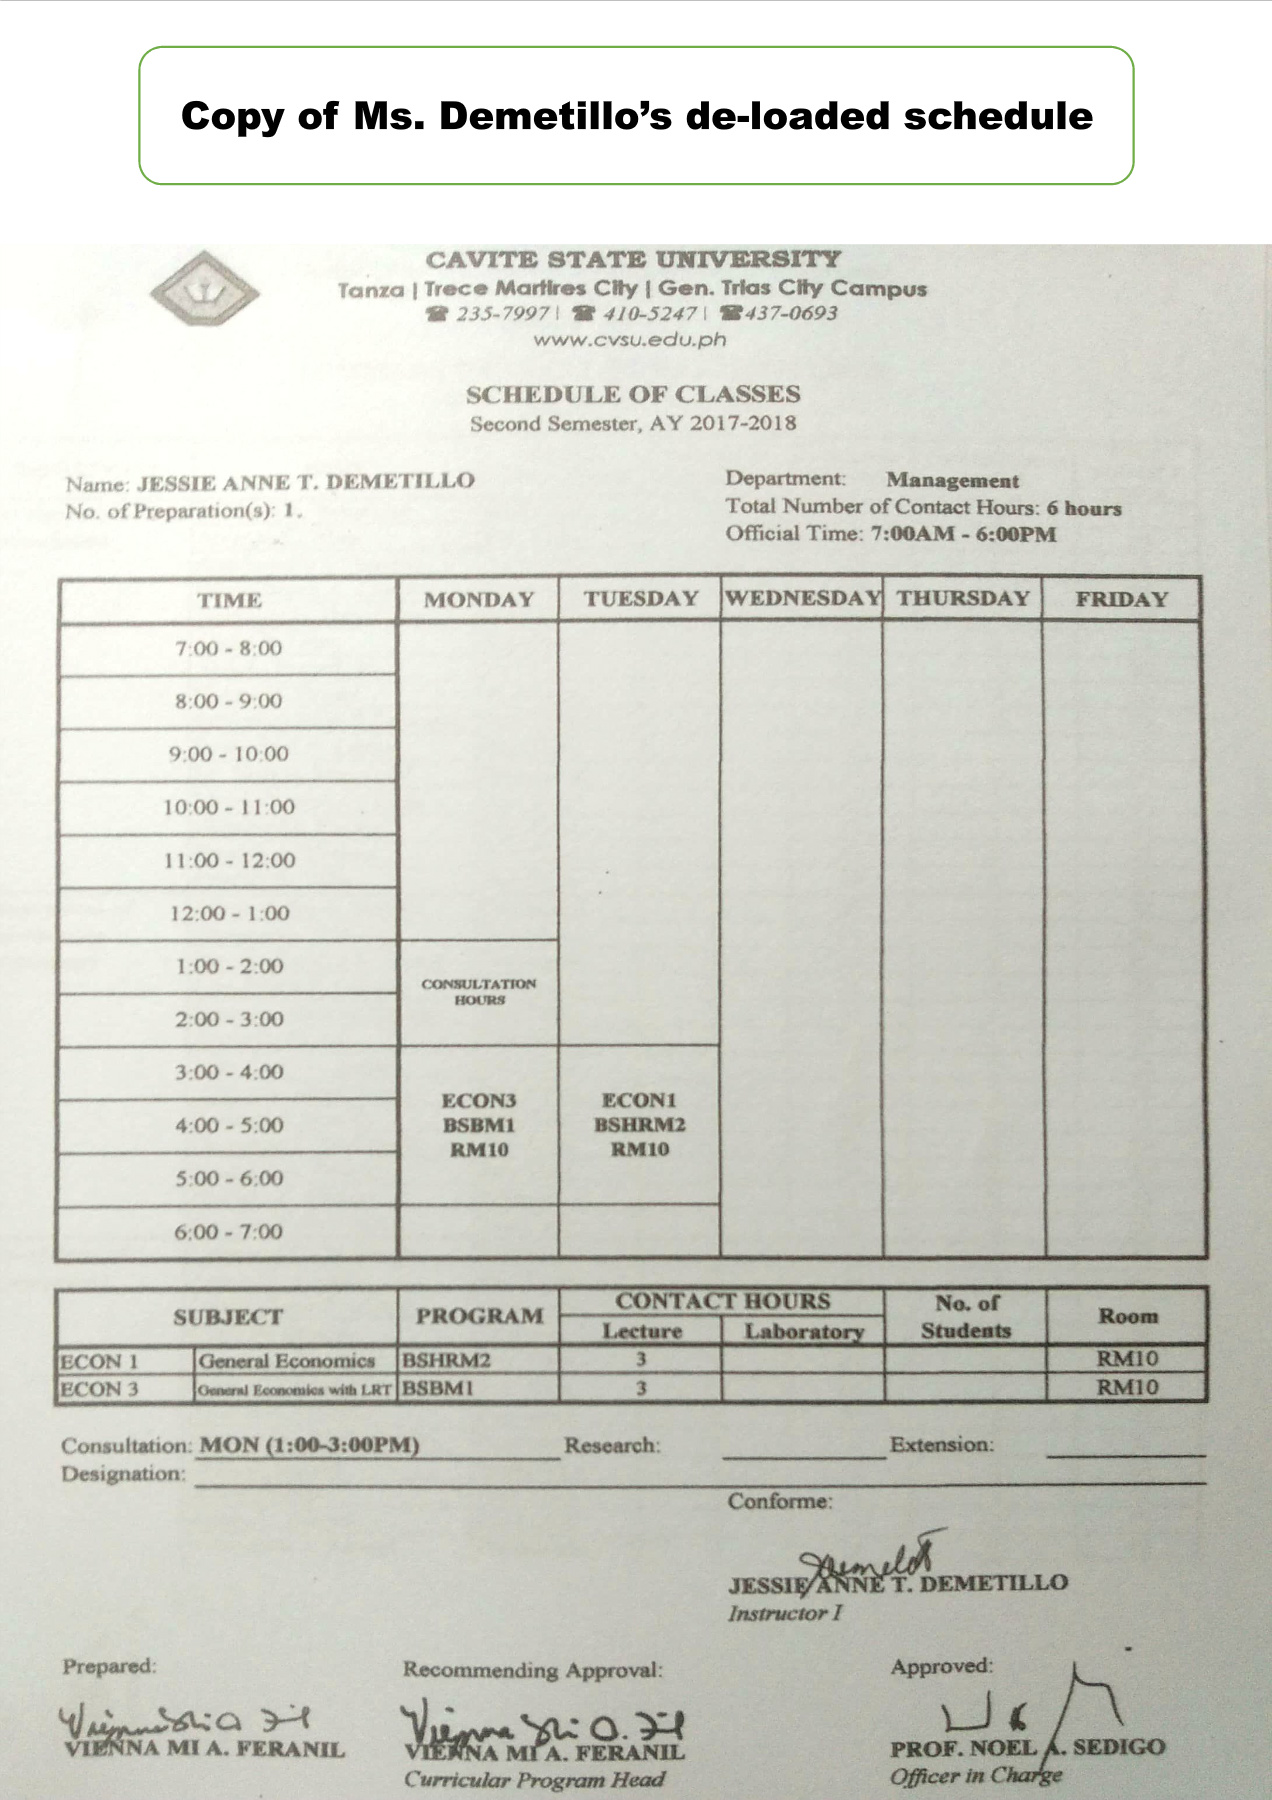 Copy of Ms. Demetillo’s de-loaded schedule
CAVITE STATE UNIVERSITY
Tanza | Trece Martires City | Gen. Trias City Campus
☎ 235-7997 | ☎ 410-5247 | ☎ 437-0693
www.cvsu.edu.ph
SCHEDULE OF CLASSES
Second Semester, AY 2017-2018
Name: JESSIE ANNE T. DEMETILLO
No. of Preparation(s): 1.
Department: Management
Total Number of Contact Hours: 6 hours
Official Time: 7:00AM - 6:00PM
TIME MONDAY TUESDAY WEDNESDAY THURSDAY FRIDAY
7:00 - 8:00
8:00 - 9:00
9:00 - 10:00
10:00 - 11:00
11:00 - 12:00
12:00 - 1:00
1:00 - 2:00
CONSULTATION
HOURS
2:00 - 3:00
3:00 - 4:00
ECON3 ECON1
4:00 - 5:00 BSBM1 BSHRM2
RM10 RM10
5:00 - 6:00
6:00 - 7:00
SUBJECT PROGRAM CONTACT HOURS No. of Students Room
Lecture Laboratory
ECON 1 General Economics BSHRM2 3 RM10
ECON 3 General Economics with LRT BSBM1 3 RM10
Consultation: MON (1:00-3:00PM) Research: Extension:
Designation:
Conforme:
JESSIE ANNE T. DEMETILLO
Instructor I
Prepared: Recommending Approval: Approved:
VIENNA MI A. FERANIL VIENNA MI A. FERANIL PROF. NOEL A. SEDIGO
Curricular Program Head Officer in Charge